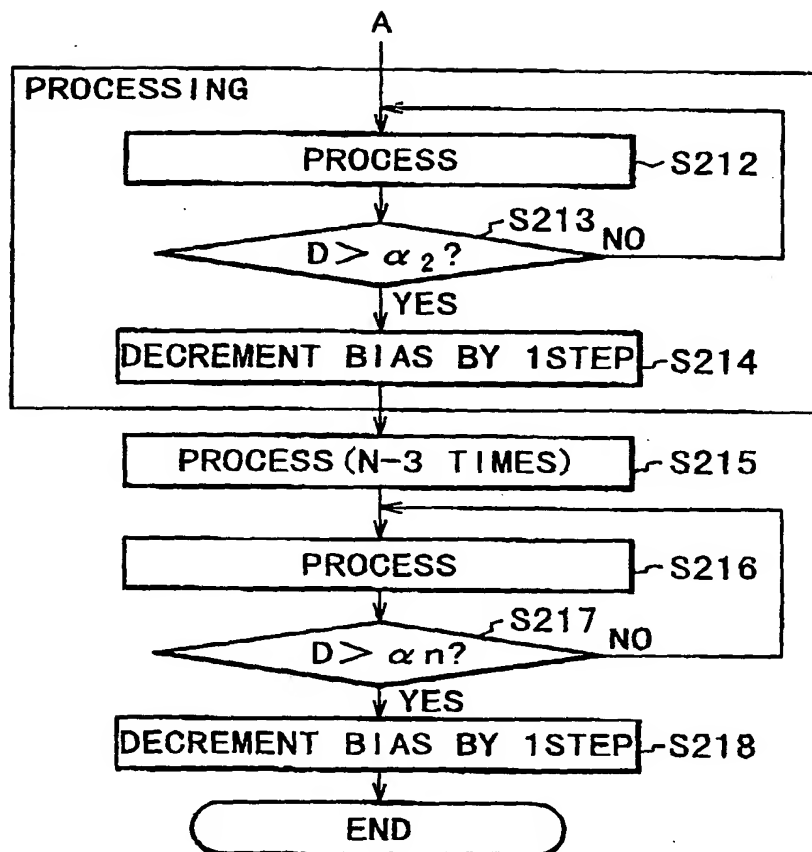 A
PROCESSING
PROCESS S212
S213
D> α2? NO
YES
DECREMENT BIAS BY 1STEP S214
PROCESS(N-3 TIMES) S215
PROCESS S216
S217
D> αn? NO
YES
DECREMENT BIAS BY 1STEP S218
END